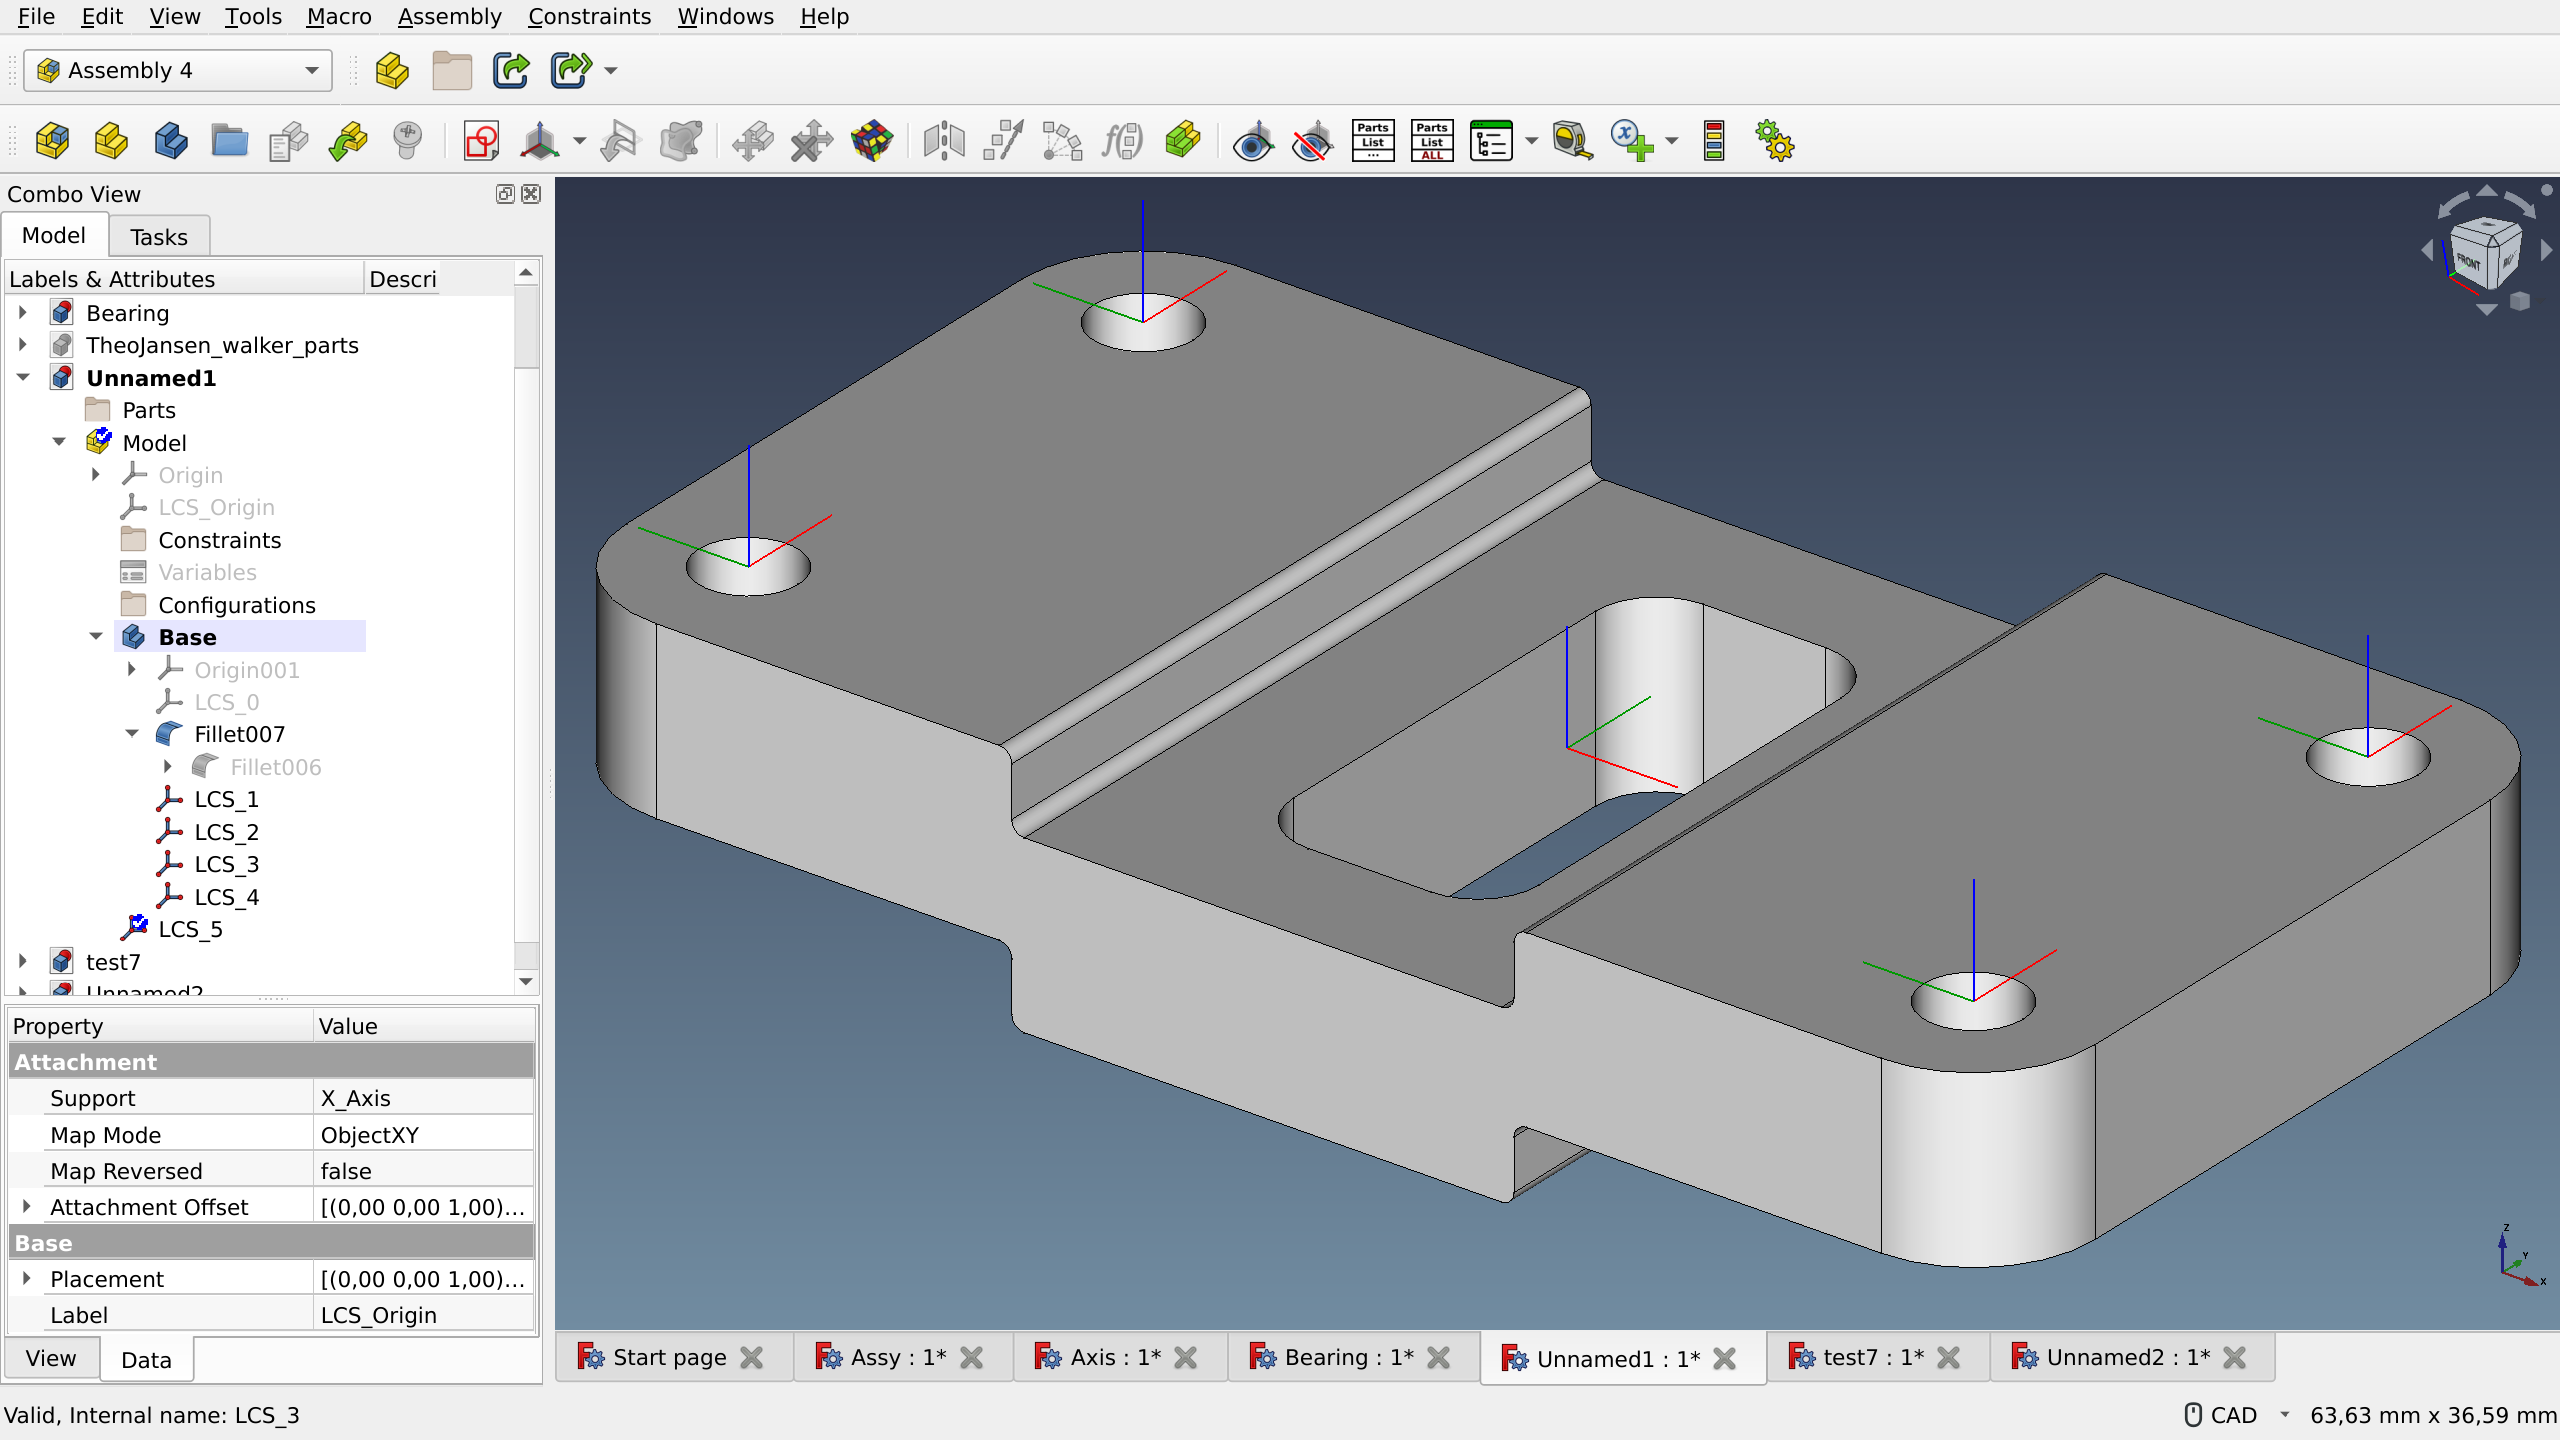 File Edit View Tools Macro Assembly Constraints Windows Help
Assembly 4
Parts List ...
Parts List ALL
Combo View
Model Tasks
Labels & Attributes Descri
Bearing
TheoJansen_walker_parts
Unnamed1
Parts
Model
Origin
LCS_Origin
Constraints
Variables
Configurations
Base
Origin001
LCS_0
Fillet007
Fillet006
LCS_1
LCS_2
LCS_3
LCS_4
LCS_5
test7
Unnamed2
Property Value
Attachment
Support X_Axis
Map Mode ObjectXY
Map Reversed false
Attachment Offset [(0,00 0,00 1,00)...
Base
Placement [(0,00 0,00 1,00)...
Label LCS_Origin
View Data
FRONT
Z
Y
X
Start page Assy : 1* Axis : 1* Bearing : 1* Unnamed1 : 1* test7 : 1* Unnamed2 : 1*
Valid, Internal name: LCS_3
CAD 63,63 mm x 36,59 mm